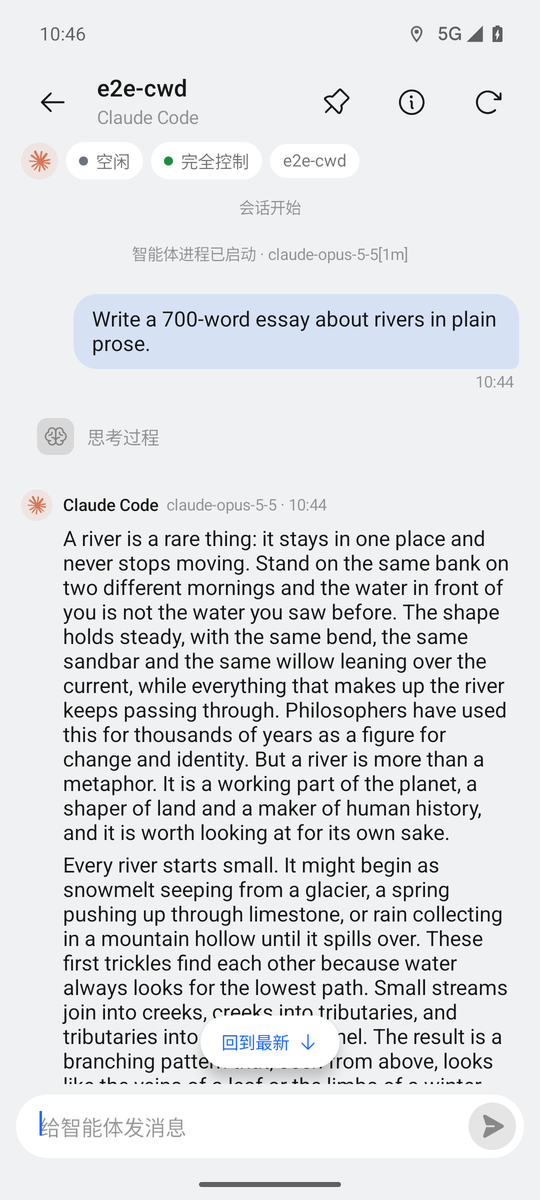 10:46
5G
e2e-cwd
Claude Code
空闲
完全控制
e2e-cwd
会话开始
智能体进程已启动 · claude-opus-5-5[1m]
Write a 700-word essay about rivers in plain
prose.
10:44
思考过程
Claude Code claude-opus-5-5 · 10:44
A river is a rare thing: it stays in one place and
never stops moving. Stand on the same bank on
two different mornings and the water in front of
you is not the water you saw before. The shape
holds steady, with the same bend, the same
sandbar and the same willow leaning over the
current, while everything that makes up the river
keeps passing through. Philosophers have used
this for thousands of years as a figure for
change and identity. But a river is more than a
metaphor. It is a working part of the planet, a
shaper of land and a maker of human history,
and it is worth looking at for its own sake.
Every river starts small. It might begin as
snowmelt seeping from a glacier, a spring
pushing up through limestone, or rain collecting
in a mountain hollow until it spills over. These
first trickles find each other because water
always looks for the lowest path. Small streams
join into creeks, creeks into tributaries, and
tributaries into nel. The result is a
branching from above, looks
like the veins of a leaf or the limbs of a winter
回到最新
给智能体发消息